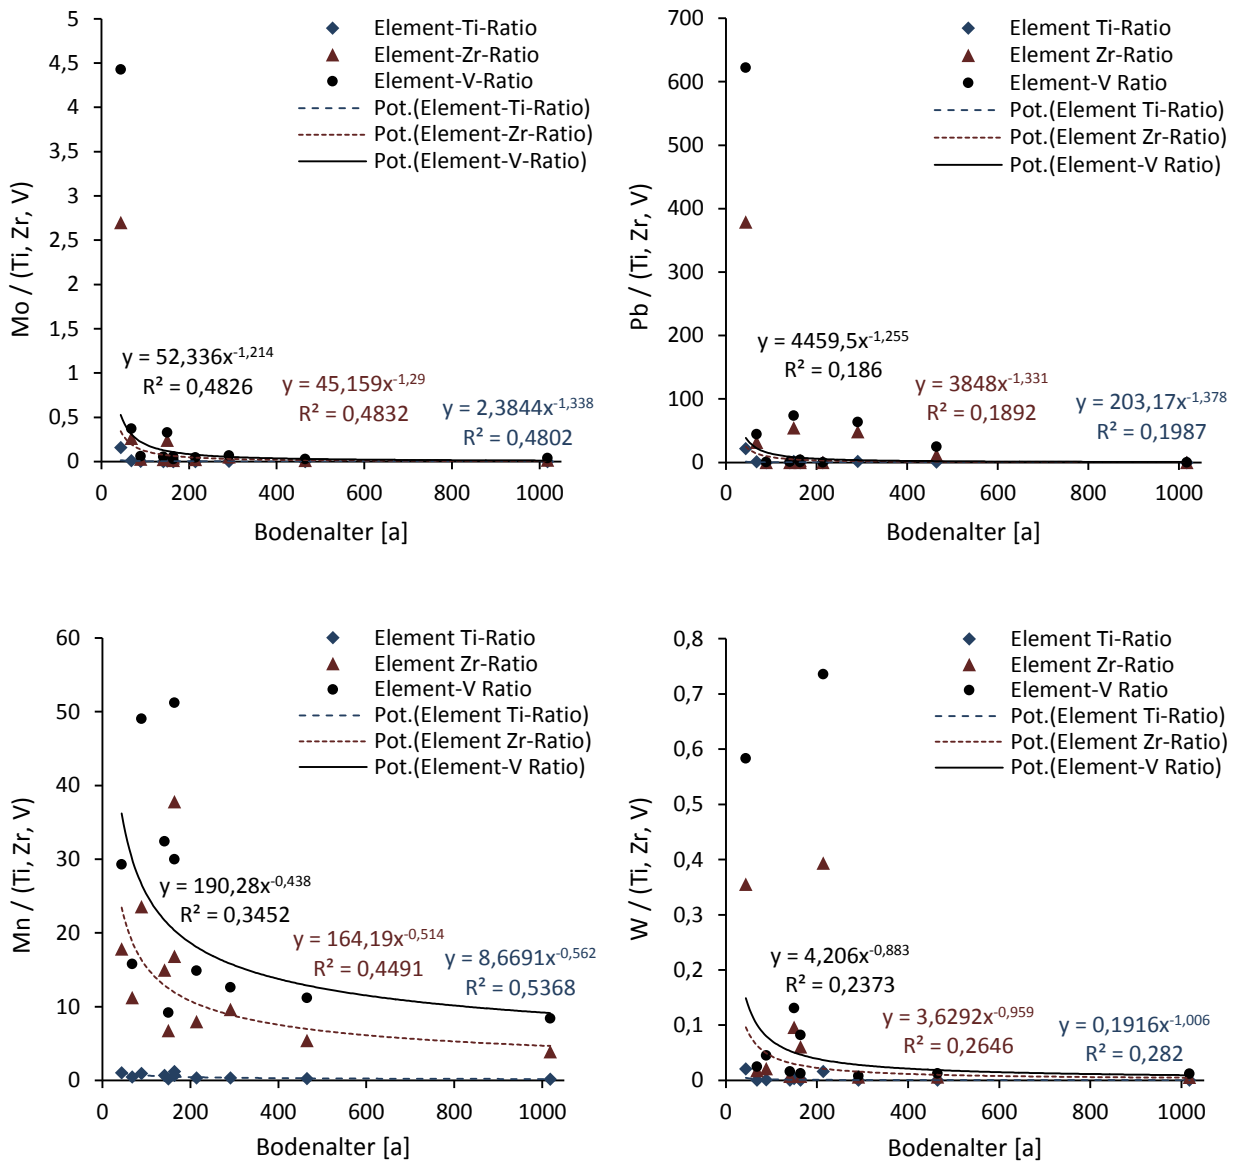 Mo / (Ti, Zr, V)
5
4,5
4
3,5
3
2,5
2
1,5
1
0,5
0
0 200 400 600 800 1000
Bodenalter [a]
Element-Ti-Ratio
Element-Zr-Ratio
Element-V-Ratio
Pot.(Element-Ti-Ratio)
Pot.(Element-Zr-Ratio)
Pot.(Element-V-Ratio)
y = 52,336x^-1,214
R² = 0,4826
y = 45,159x^-1,29
R² = 0,4832
y = 2,3844x^-1,338
R² = 0,4802
Pb / (Ti, Zr, V)
700
600
500
400
300
200
100
0
0 200 400 600 800 1000
Bodenalter [a]
Element Ti-Ratio
Element Zr-Ratio
Element-V Ratio
Pot.(Element Ti-Ratio)
Pot.(Element Zr-Ratio)
Pot.(Element-V Ratio)
y = 4459,5x^-1,255
R² = 0,186
y = 3848x^-1,331
R² = 0,1892
y = 203,17x^-1,378
R² = 0,1987
Mn / (Ti, Zr, V)
60
50
40
30
20
10
0
0 200 400 600 800 1000
Bodenalter [a]
Element Ti-Ratio
Element Zr-Ratio
Element-V Ratio
Pot.(Element Ti-Ratio)
Pot.(Element Zr-Ratio)
Pot.(Element-V Ratio)
y = 190,28x^-0,438
R² = 0,3452
y = 164,19x^-0,514
R² = 0,4491
y = 8,6691x^-0,562
R² = 0,5368
W / (Ti, Zr, V)
0,8
0,7
0,6
0,5
0,4
0,3
0,2
0,1
0
0 200 400 600 800 1000
Bodenalter [a]
Element Ti-Ratio
Element Zr-Ratio
Element-V Ratio
Pot.(Element Ti-Ratio)
Pot.(Element Zr-Ratio)
Pot.(Element-V Ratio)
y = 4,206x^-0,883
R² = 0,2373
y = 3,6292x^-0,959
R² = 0,2646
y = 0,1916x^-1,006
R² = 0,282